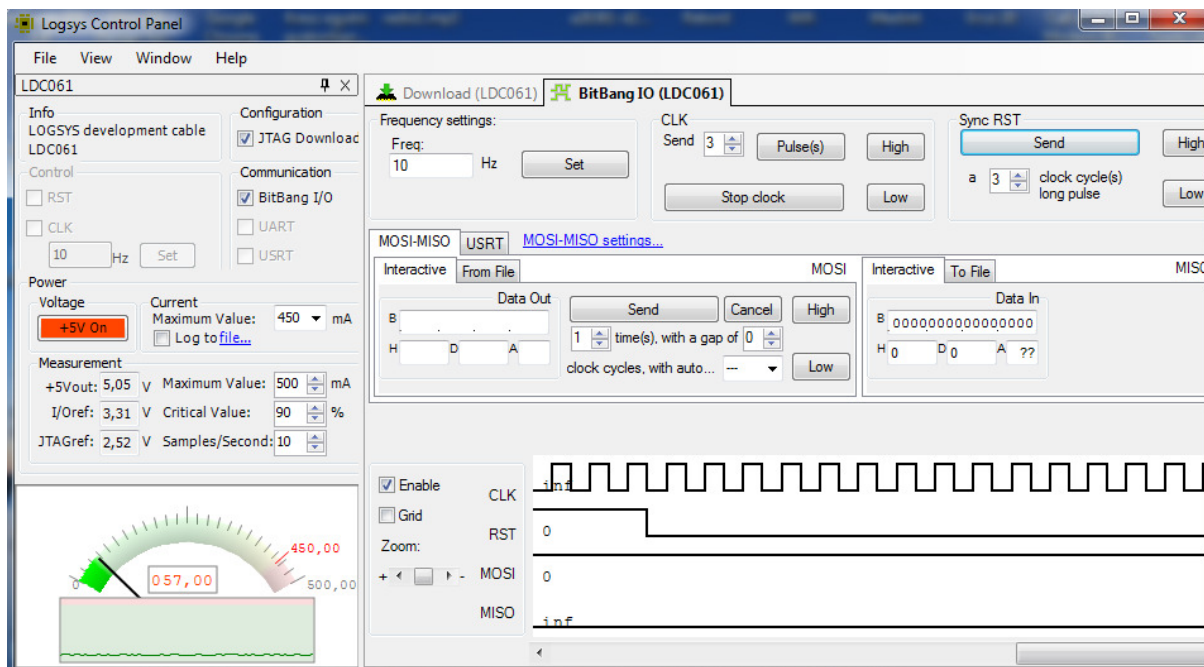 Logsys Control Panel
File View Window Help
LDC061
Info
LOGSYS development cable
LDC061
Configuration
JTAG Download
Control
RST
CLK
10 Hz Set
Communication
BitBang I/O
UART
USRT
Power
Voltage
+5V On
Current
Maximum Value: 450 mA
Log to file...
Measurement
+5Vout: 5,05 V Maximum Value: 500 mA
I/Oref: 3,31 V Critical Value: 90 %
JTAGref: 2,52 V Samples/Second: 10
0
057,00
450,00
500,00
Download (LDC061) BitBang IO (LDC061)
Frequency settings:
Freq:
10 Hz Set
CLK
Send 3 Pulse(s) High
Stop clock Low
Sync RST
Send High
a 3 clock cycle(s)
long pulse Low
MOSI-MISO USRT MOSI-MISO settings...
Interactive From File MOSI
Data Out
B
H D A
Send Cancel High
1 time(s), with a gap of 0
clock cycles, with auto... --- Low
Interactive To File MISO
Data In
B 0000000000000000
H 0 D 0 A ??
Enable
Grid
Zoom:
+ -
CLK inf
RST 0
MOSI 0
MISO inf